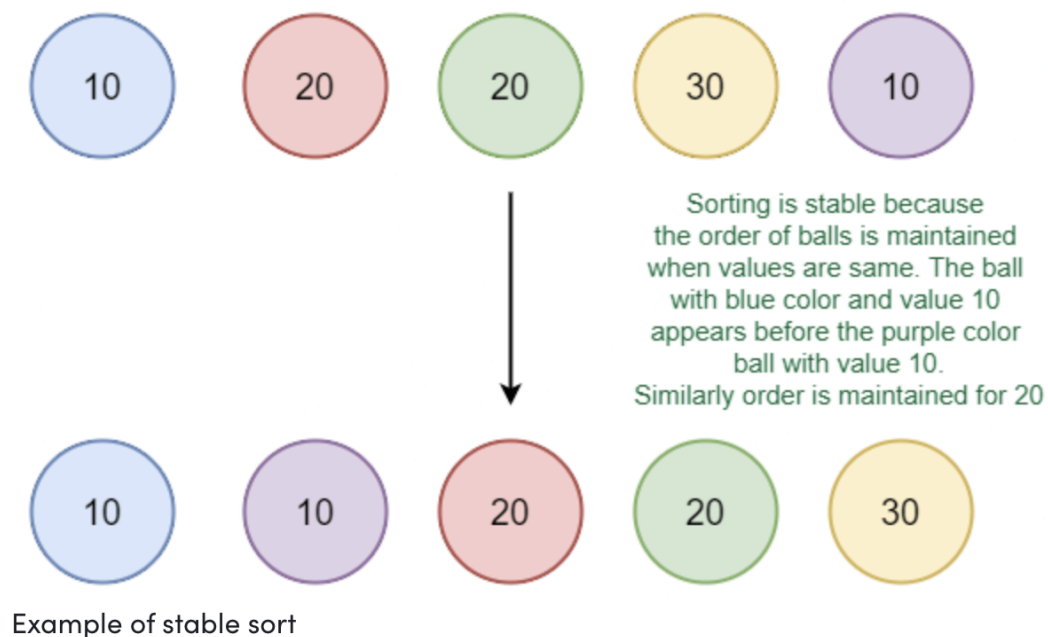 10 20 20 30 10
Sorting is stable because
the order of balls is maintained
when values are same. The ball
with blue color and value 10
appears before the purple color
ball with value 10.
Similarly order is maintained for 20
10 10 20 20 30
Example of stable sort